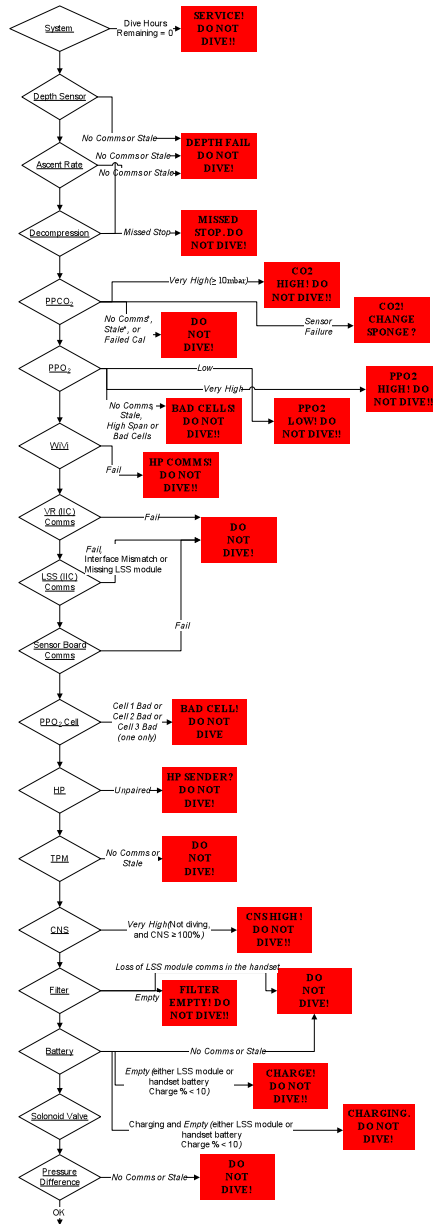 System
Dive Hours
Remaining = 0
SERVICE!
DO NOT
DIVE!!
Depth Sensor
No Comms or Stale
Ascent Rate
No Comms or Stale
No Comms or Stale
DEPTH FAIL
DO NOT
DIVE!
Decompression
Missed Stop
MISSED
STOP. DO
NOT DIVE!
PPCO₂
Very High(≥ 10mbar)
CO2
HIGH! DO
NOT DIVE!!
No Comms*,
Stale*, or
Failed Cal
DO
NOT
DIVE!
Sensor
Failure
CO2!
CHANGE
SPONGE ?
PPO₂
Low
Very High
PPO2
HIGH! DO
NOT DIVE!!
No Comms,
Stale,
High Span or
Bad Cells
BAD CELLS!
DO NOT
DIVE!!
PPO2
LOW! DO
NOT DIVE!!
WiVi
Fail
HP COMMS!
DO NOT
DIVE!!
VR (IIC)
Comms
Fail
DO
NOT
DIVE!
LSS (IIC)
Comms
Fail,
Interface Mismatch or
Missing LSS module
Sensor Board
Comms
Fail
PPO₂ Cell
Cell 1 Bad or
Cell 2 Bad or
Cell 3 Bad
(one only)
BAD CELL!
DO NOT
DIVE
HP
Unpaired
HP SENDER?
DO NOT
DIVE!
TPM
No Comms or
Stale
DO
NOT
DIVE!
CNS
Very High(Not diving,
and CNS ≥ 100%)
CNS HIGH !
DO NOT
DIVE!!
Filter
Loss of LSS module comms in the handset
Empty
FILTER
EMPTY! DO
NOT DIVE!!
DO
NOT
DIVE!
Battery
No Comms or Stale
Empty (either LSS module or
handset battery
Charge % < 10)
CHARGE!
DO NOT
DIVE!!
Solonoid Valve
Charging and Empty (either LSS module or
handset battery
Charge % < 10)
CHARGING.
DO NOT
DIVE!
Pressure
Difference
No Comms or Stale
DO
NOT
DIVE!
OK